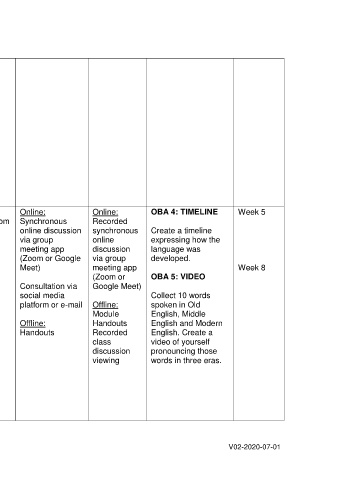 om
Online:
Synchronous
online discussion
via group
meeting app
(Zoom or Google
Meet)
Consultation via
social media
platform or e-mail
Offline:
Handouts
Online:
Recorded
synchronous
online
discussion
via group
meeting app
(Zoom or
Google Meet)
Offline:
Module
Handouts
Recorded
class
discussion
viewing
OBA 4: TIMELINE
Create a timeline
expressing how the
language was
developed.
OBA 5: VIDEO
Collect 10 words
spoken in Old
English, Middle
English and Modern
English. Create a
video of yourself
pronouncing those
words in three eras.
Week 5
Week 8
V02-2020-07-01